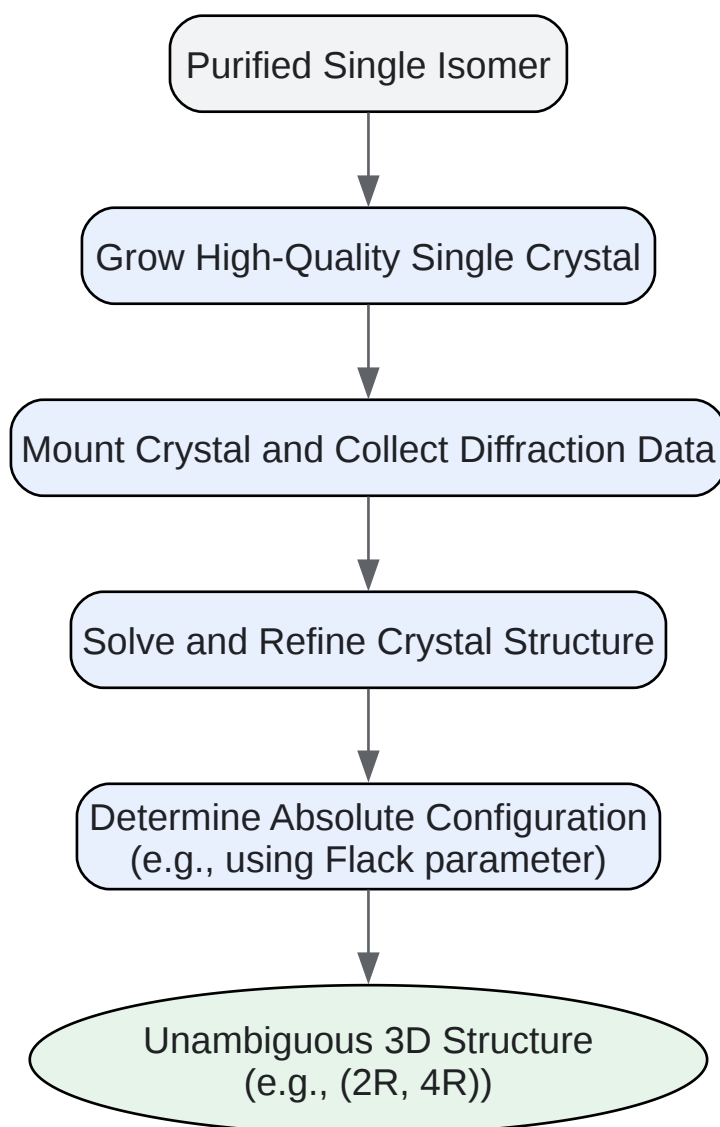 Purified Single Isomer
Grow High-Quality Single Crystal
Mount Crystal and Collect Diffraction Data
Solve and Refine Crystal Structure
Determine Absolute Configuration
(e.g., using Flack parameter)
Unambiguous 3D Structure
(e.g., (2R, 4R))